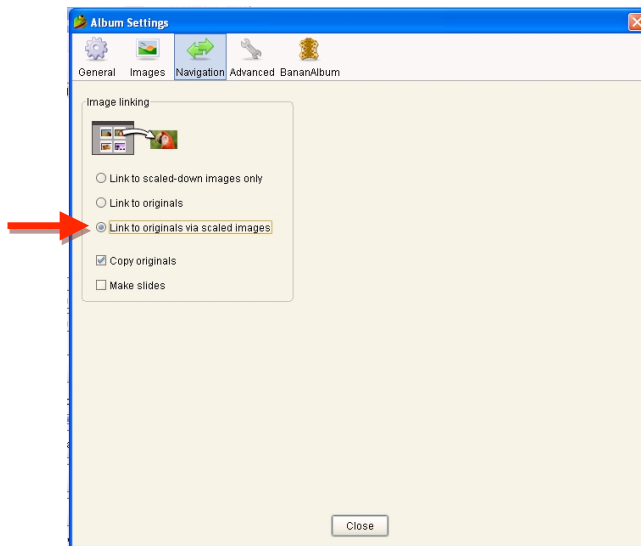 Album Settings
General Images Navigation Advanced BananAlbum
Image linking
Link to scaled-down images only
Link to originals
Link to originals via scaled images
Copy originals
Make slides
Close